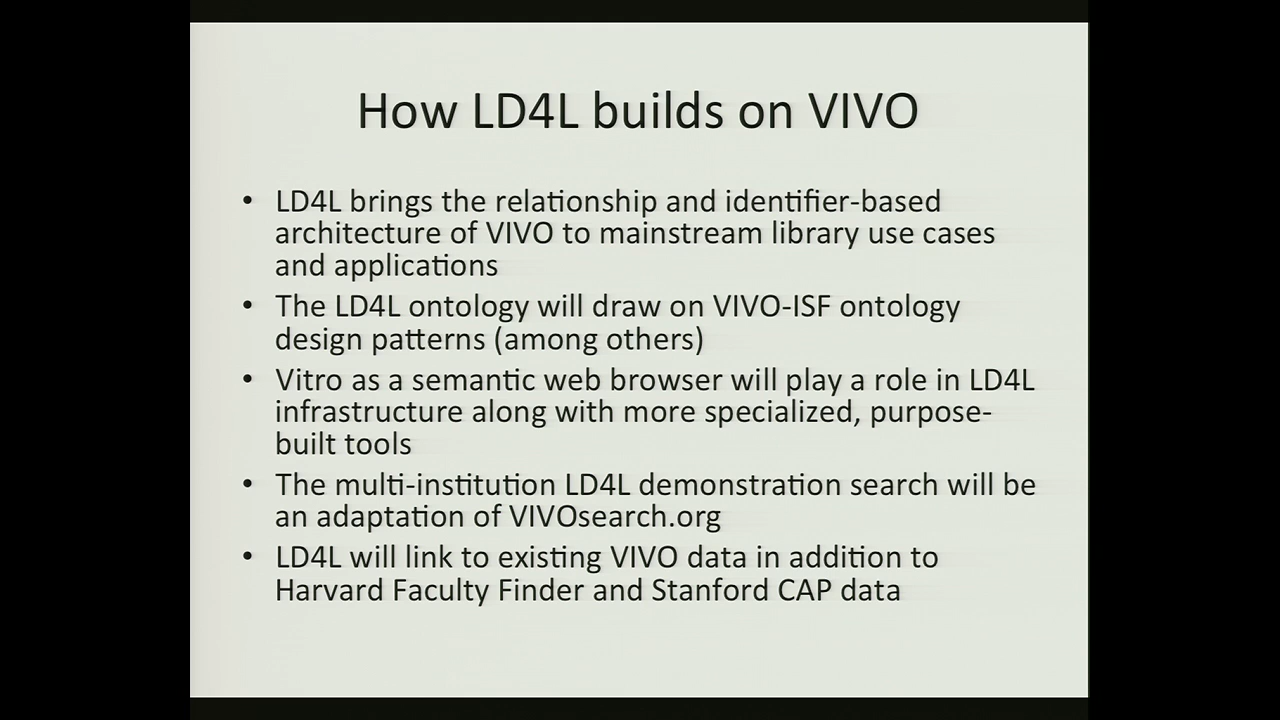 How LD4L builds on VIVO
• LD4L brings the relationship and identifier-based
architecture of VIVO to mainstream library use cases
and applications
• The LD4L ontology will draw on VIVO-ISF ontology
design patterns (among others)
• Vitro as a semantic web browser will play a role in LD4L
infrastructure along with more specialized, purpose-
built tools
• The multi-institution LD4L demonstration search will be
an adaptation of VIVOsearch.org
• LD4L will link to existing VIVO data in addition to
Harvard Faculty Finder and Stanford CAP data